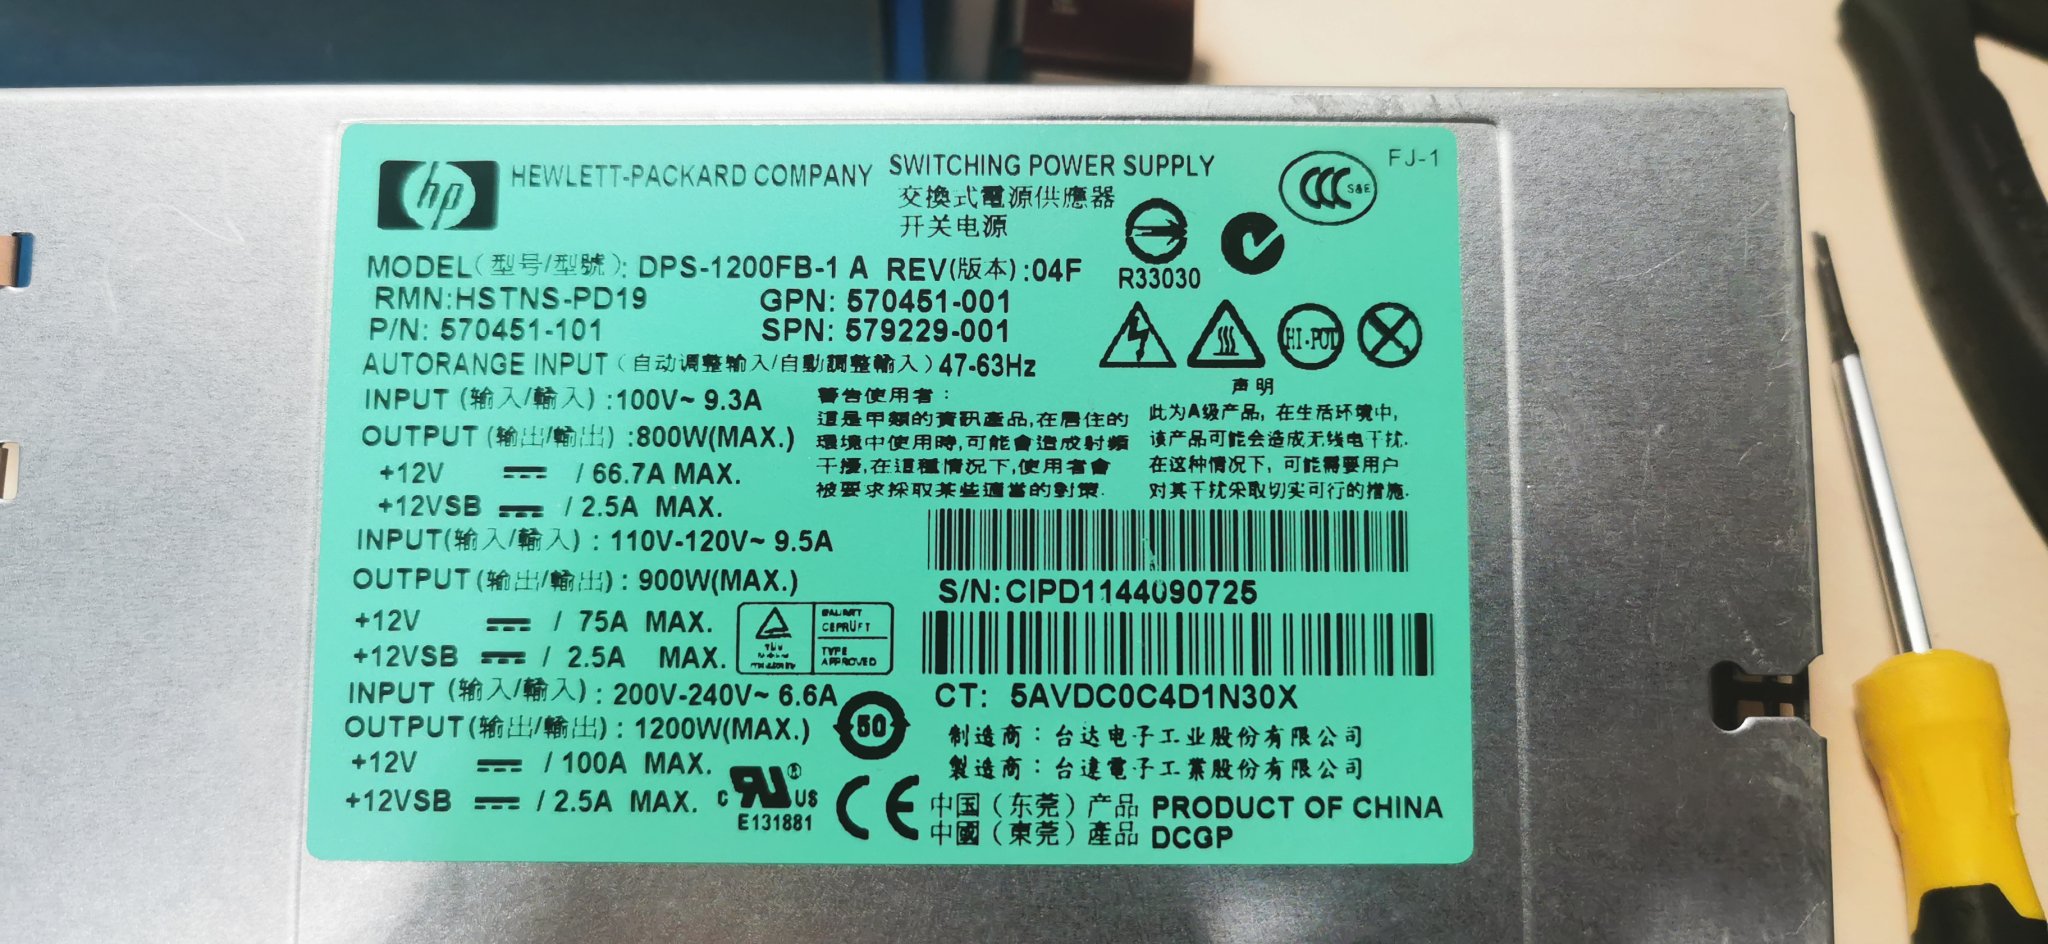 hp HEWLETT-PACKARD COMPANY
SWITCHING POWER SUPPLY
交換式電源供應器
开关电源
S&E
FJ-1
R33030
MODEL(型号/型號): DPS-1200FB-1 A REV(版本):04F
RMN:HSTNS-PD19 GPN: 570451-001
P/N: 570451-101 SPN: 579229-001
AUTORANGE INPUT (自动调整输入/自動調整輸入) 47-63Hz
HI-POT
INPUT (输入/輸入) :100V~ 9.3A
OUTPUT (输出/輸出) :800W(MAX.)
+12V / 66.7A MAX.
+12VSB / 2.5A MAX.
INPUT(输入/輸入) : 110V-120V~ 9.5A
OUTPUT (输出/輸出) : 900W(MAX.)
+12V / 75A MAX.
+12VSB / 2.5A MAX.
INPUT (输入/輸入) : 200V-240V~ 6.6A
OUTPUT (输出/輸出) : 1200W(MAX.)
+12V / 100A MAX.
+12VSB / 2.5A MAX.
警告使用者:
這是甲類的資訊產品,在居住的
環境中使用時,可能會造成射頻
干擾,在這種情況下,使用者會
被要求採取某些適當的對策.
声明
此为A级产品, 在生活环境中,
该产品可能会造成无线电干扰.
在这种情况下, 可能需要用户
对其干扰采取切实可行的措施.
S/N: CIPD1144090725
CT: 5AVDC0C4D1N30X
GEPRÜFT
TYPE
APPROVED
50
C US ®
E131881
CE
制造商：台达电子工业股份有限公司
製造商：台達電子工業股份有限公司
中国（东莞）产品 PRODUCT OF CHINA
中國（東莞）產品 DCGP